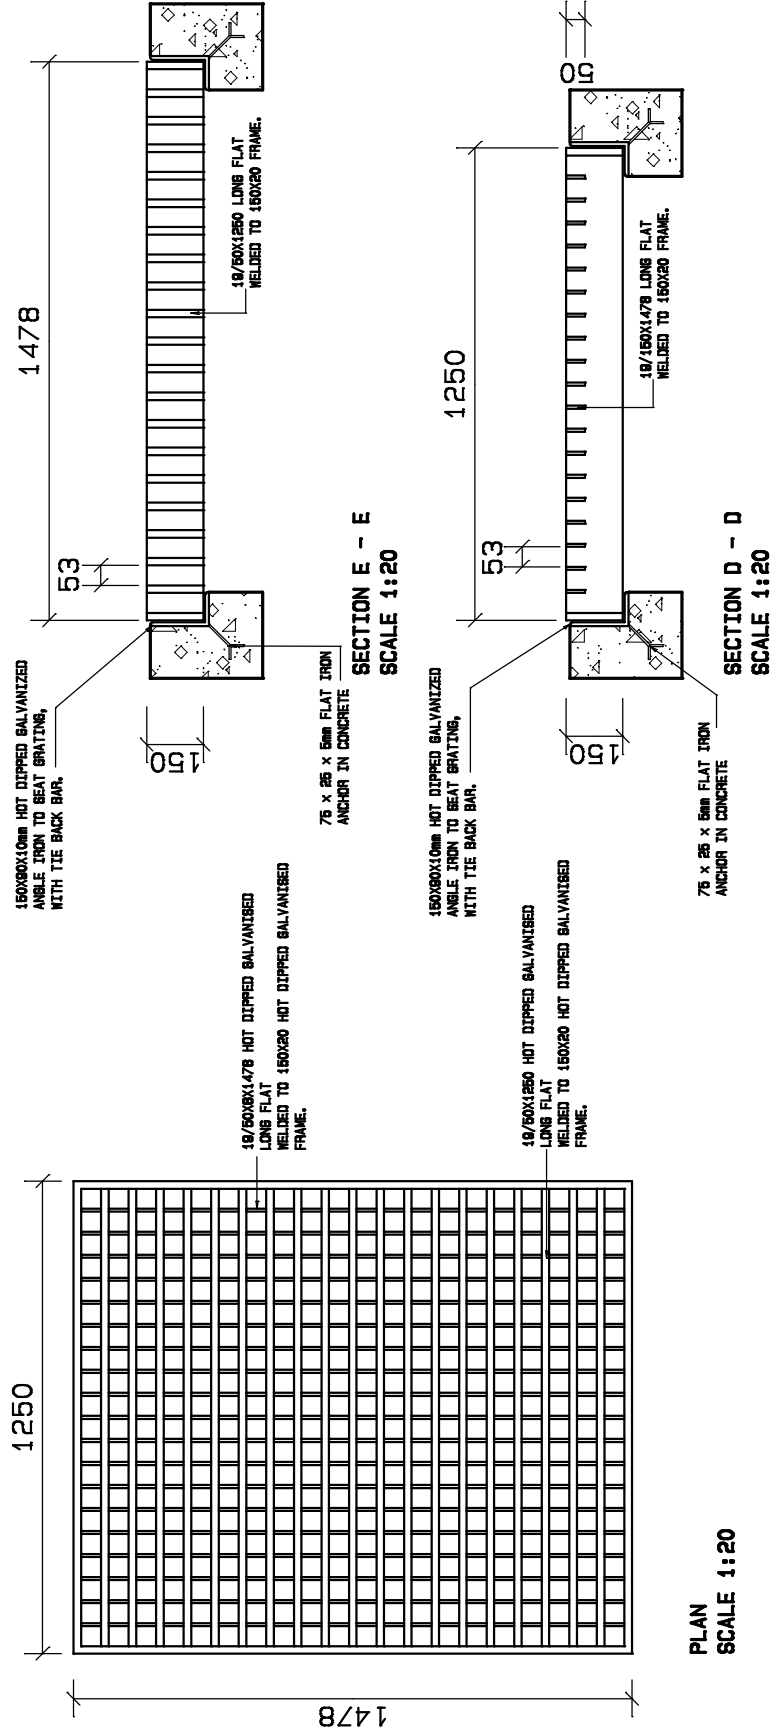 1250
1478
19/50X8X1478 HOT DIPPED GALVANISED
LONG FLAT
WELDED TO 150X20 HOT DIPPED GALVANISED
FRAME.
19/50X1250 HOT DIPPED GALVANISED
LONG FLAT
WELDED TO 150X20 HOT DIPPED GALVANISED
FRAME.
PLAN
SCALE 1:20
150X90X10mm HOT DIPPED GALVANIZED
ANGLE IRON TO SEAT GRATING,
WITH TIE BACK BAR.
1478
53
150
19/50X1250 LONG FLAT
WELDED TO 150X20 FRAME.
75 x 25 x 5mm FLAT IRON
ANCHOR IN CONCRETE
SECTION E - E
SCALE 1:20
150X90X10mm HOT DIPPED GALVANIZED
ANGLE IRON TO SEAT GRATING,
WITH TIE BACK BAR.
1250
53
50
150
19/150X1478 LONG FLAT
WELDED TO 150X20 FRAME.
75 x 25 x 5mm FLAT IRON
ANCHOR IN CONCRETE
SECTION D - D
SCALE 1:20